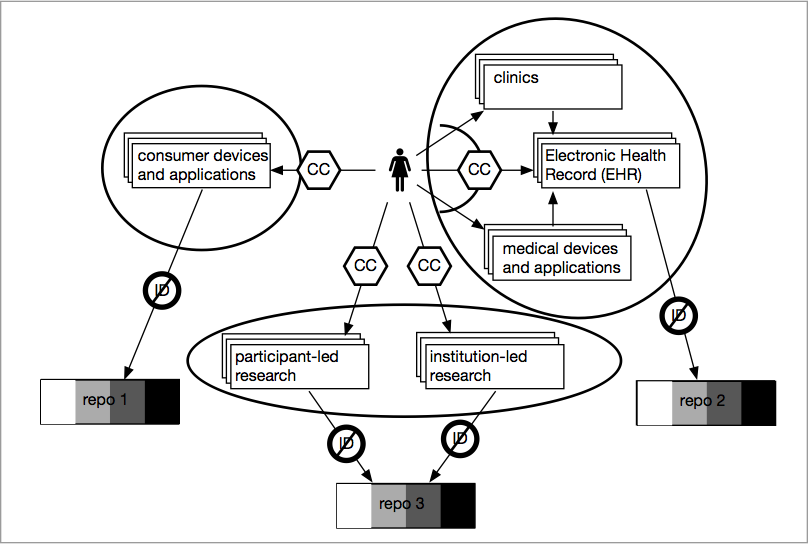 clinics
consumer devices
and applications
CC
CC
Electronic Health
Record (EHR)
medical devices
and applications
CC
CC
ID
ID
participant-led
research
institution-led
research
repo 1
repo 2
ID
ID
repo 3